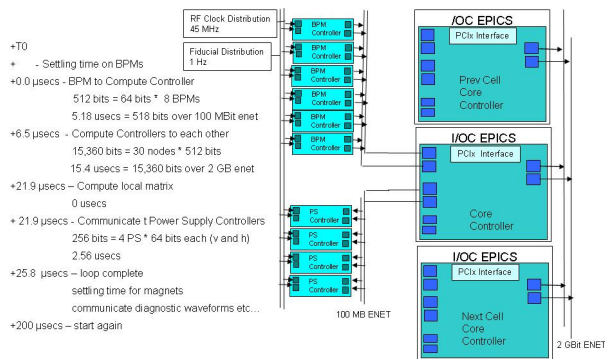 RF Clock Distribution
45 MHz
Fiducial Distribution
1 Hz
+T0
+ - Settling time on BPMs
+0.0 μsecs - BPM to Compute Controller
512 bits = 64 bits * 8 BPMs
5.18 usecs = 518 bits over 100 MBit enet
+6.5 μsecs - Compute Controllers to each other
15,360 bits = 30 nodes * 512 bits
15.4 usecs = 15,360 bits over 2 GB enet
+21.9 μsecs – Compute local matrix
0 usecs
+ 21.9 μsecs - Communicate t Power Supply Controllers
256 bits = 4 PS * 64 bits each (v and h)
2.56 usecs
+25.8 μsecs – loop complete
settling time for magnets
communicate diagnostic waveforms etc...
+200 μsecs – start again
BPM
Controller
BPM
Controller
BPM
Controller
BPM
Controller
BPM
Controller
BPM
Controller
PS
Controller
PS
Controller
PS
Controller
PS
Controller
100 MB ENET
I/OC EPICS
PCIx Interface
Prev Cell
Core
Controller
I/OC EPICS
PCIx Interface
Core
Controller
I/OC EPICS
PCIx Interface
Next Cell
Core
Controller
2 GBit ENET